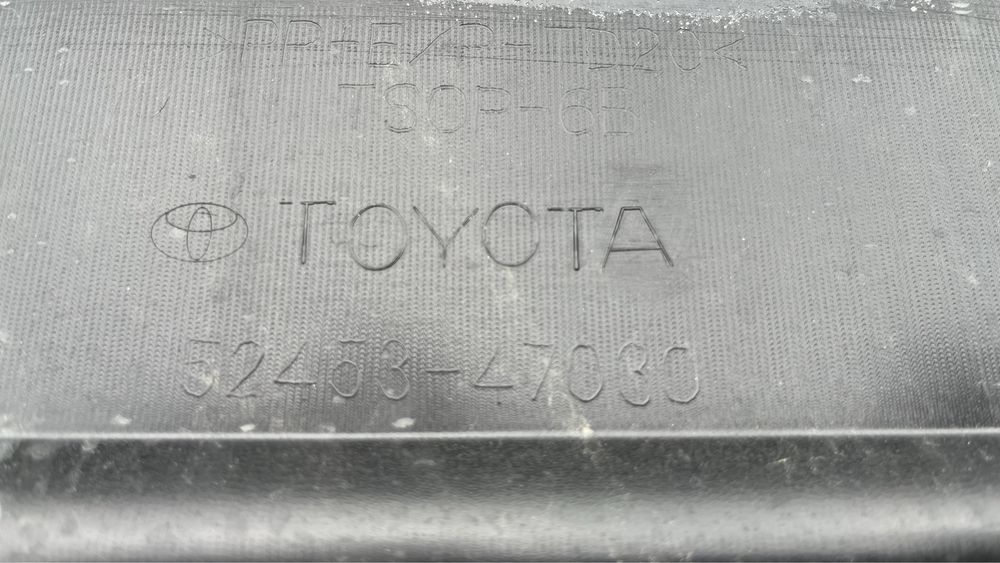 >PP-E/P-TD20<
TSOP-6B
TOYOTA
52453-47030